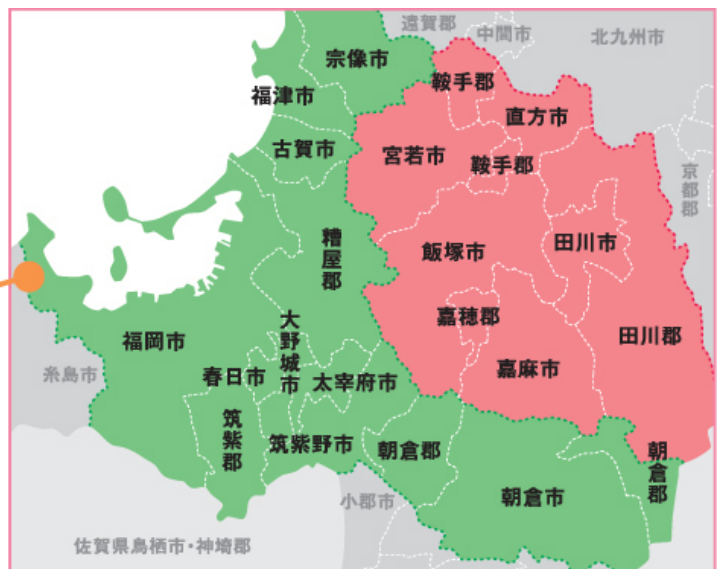 遠賀郡
中間市
北九州市
宗像市
鞍手郡
福津市
直方市
古賀市
宮若市
鞍手郡
京都郡
糟屋郡
飯塚市
田川市
嘉穂郡
大野城市
福岡市
田川郡
糸島市
春日市
太宰府市
嘉麻市
筑紫郡
筑紫野市
朝倉郡
朝倉郡
小郡市
朝倉市
佐賀県鳥栖市・神埼郡